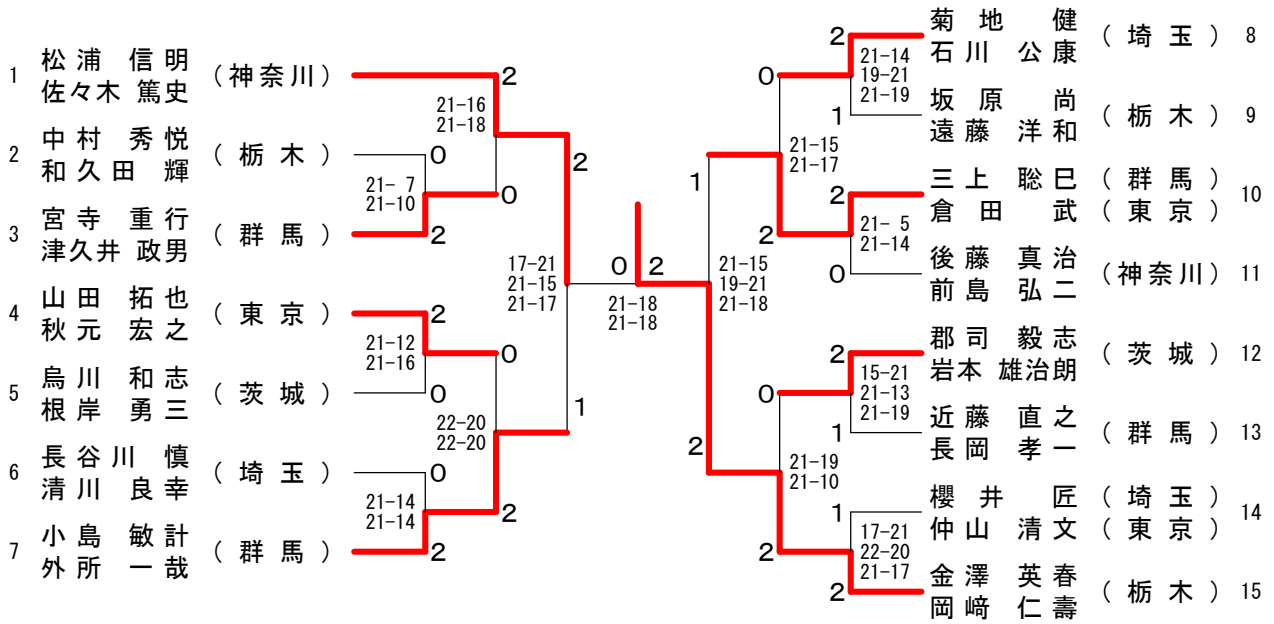 1 松浦 信明 (神奈川)
佐々木 篤史
2
21-16
21-18
2 中村 秀悦 (栃木)
和久田 輝
0
21- 7
21-10
0
2
3 宮寺 重行 (群馬)
津久井 政男
2
17-21
21-15
21-17
4 山田 拓也 (東京)
秋元 宏之
2
21-12
21-16
0
5 烏川 和志 (茨城)
根岸 勇三
0
22-20
22-20
1
6 長谷川 慎 (埼玉)
清川 良幸
0
21-14
21-14
2
7 小島 敏計 (群馬)
外所 一哉
2
0 2
21-18
21-18
菊地 健 (埼玉) 8
石川 公康
2
21-14
19-21
21-19
0
坂原 尚 (栃木) 9
遠藤 洋和
1
21-15
21-17
1
三上 聡巳 (群馬) 10
倉田 武 (東京)
2
21- 5
21-14
2
後藤 真治 (神奈川) 11
前島 弘二
0
21-15
19-21
21-18
郡司 毅志 (茨城) 12
岩本 雄治朗
2
15-21
21-13
21-19
0
近藤 直之 (群馬) 13
長岡 孝一
1
2
21-19
21-10
櫻井 匠 (埼玉) 14
仲山 清文 (東京)
1
17-21
22-20
21-17
2
金澤 英春 (栃木) 15
岡﨑 仁壽
2